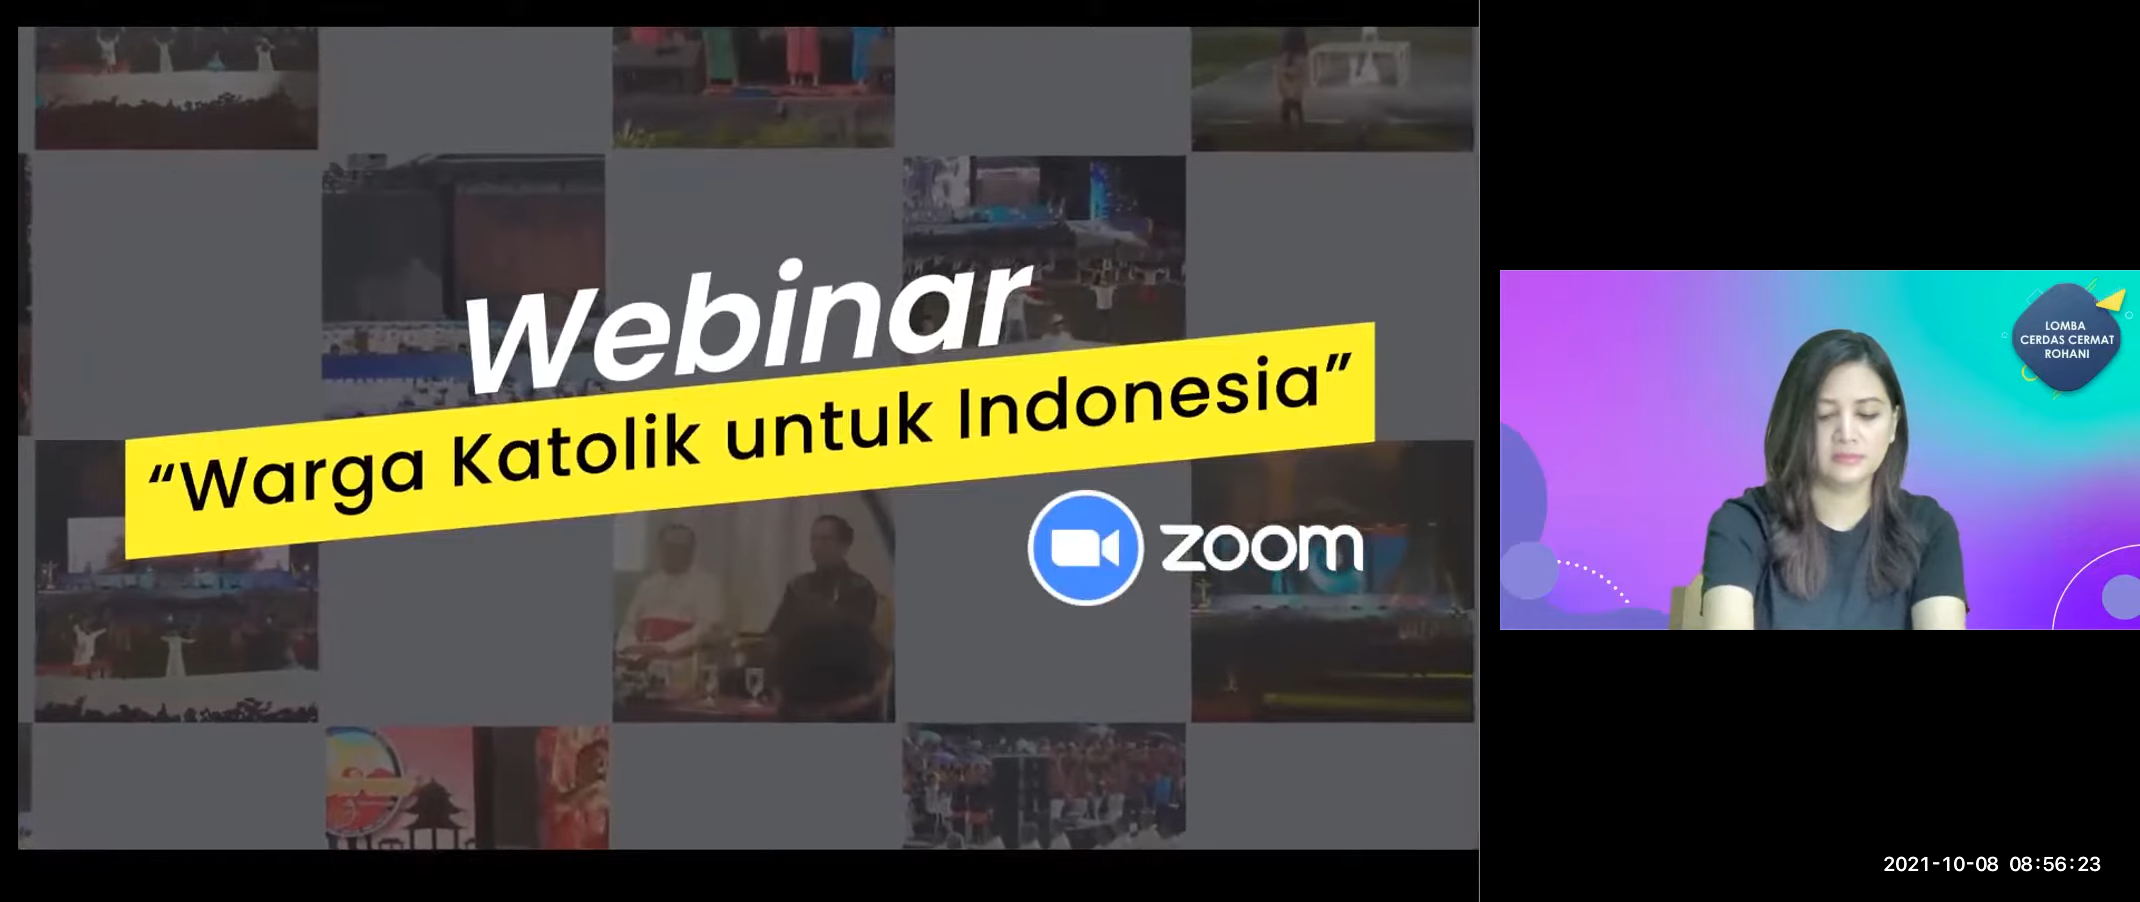 Webinar
“Warga Katolik untuk Indonesia”
zoom
LOMBA
CERDAS CERMAT
ROHANI
2021-10-08 08:56:23